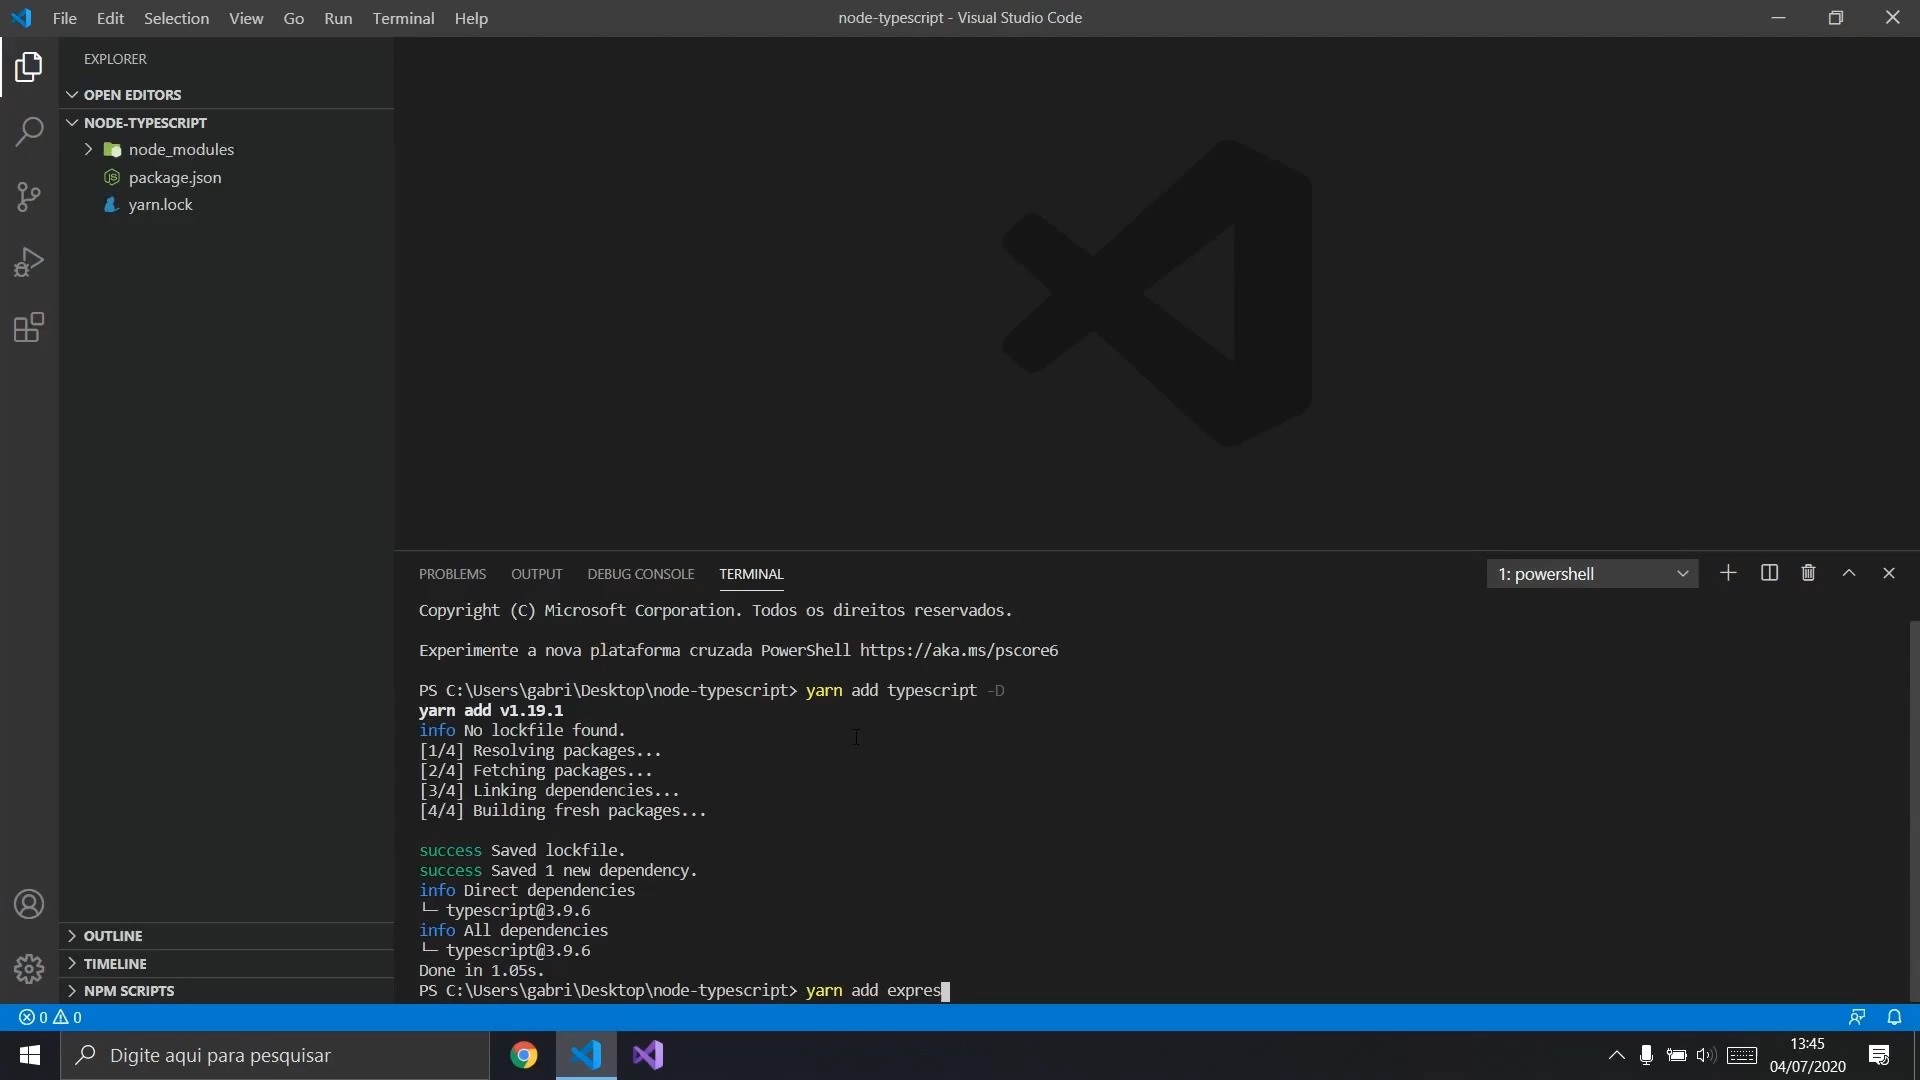 File Edit Selection View Go Run Terminal Help
node-typescript - Visual Studio Code
EXPLORER
OPEN EDITORS
NODE-TYPESCRIPT
node_modules
package.json
yarn.lock
OUTLINE
TIMELINE
NPM SCRIPTS
PROBLEMS OUTPUT DEBUG CONSOLE TERMINAL
1: powershell
Copyright (C) Microsoft Corporation. Todos os direitos reservados.
Experimente a nova plataforma cruzada PowerShell https://aka.ms/pscore6
PS C:\Users\gabri\Desktop\node-typescript> yarn add typescript -D
yarn add v1.19.1
info No lockfile found.
[1/4] Resolving packages...
[2/4] Fetching packages...
[3/4] Linking dependencies...
[4/4] Building fresh packages...
success Saved lockfile.
success Saved 1 new dependency.
info Direct dependencies
└─ typescript@3.9.6
info All dependencies
└─ typescript@3.9.6
Done in 1.05s.
PS C:\Users\gabri\Desktop\node-typescript> yarn add expres
0 0
Digite aqui para pesquisar
13:45
04/07/2020